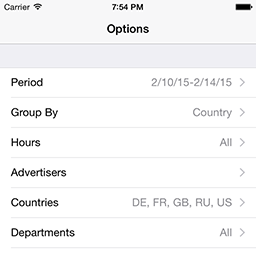 Carrier 7:54 PM
Options
Period 2/10/15-2/14/15
Group By Country
Hours All
Advertisers
Countries DE, FR, GB, RU, US
Departments All